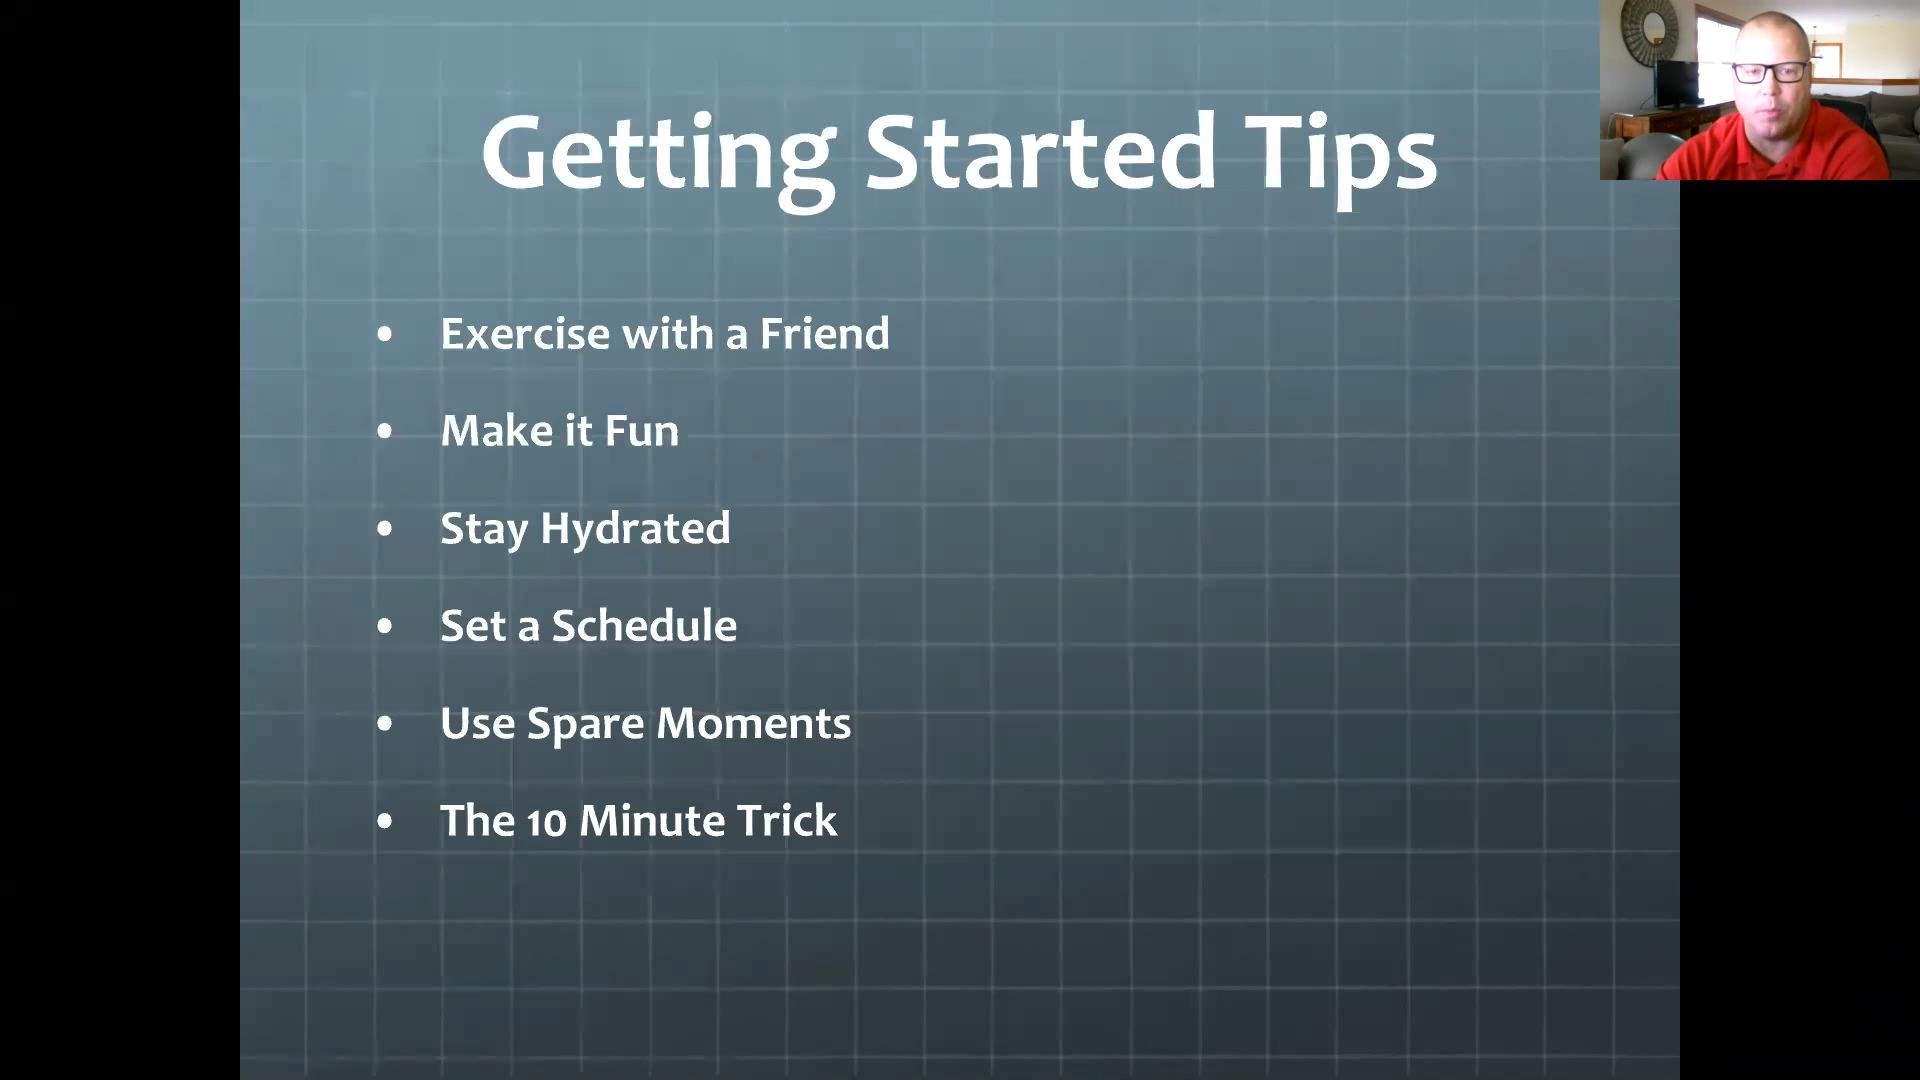 Getting Started Tips
• Exercise with a Friend
• Make it Fun
• Stay Hydrated
• Set a Schedule
• Use Spare Moments
• The 10 Minute Trick